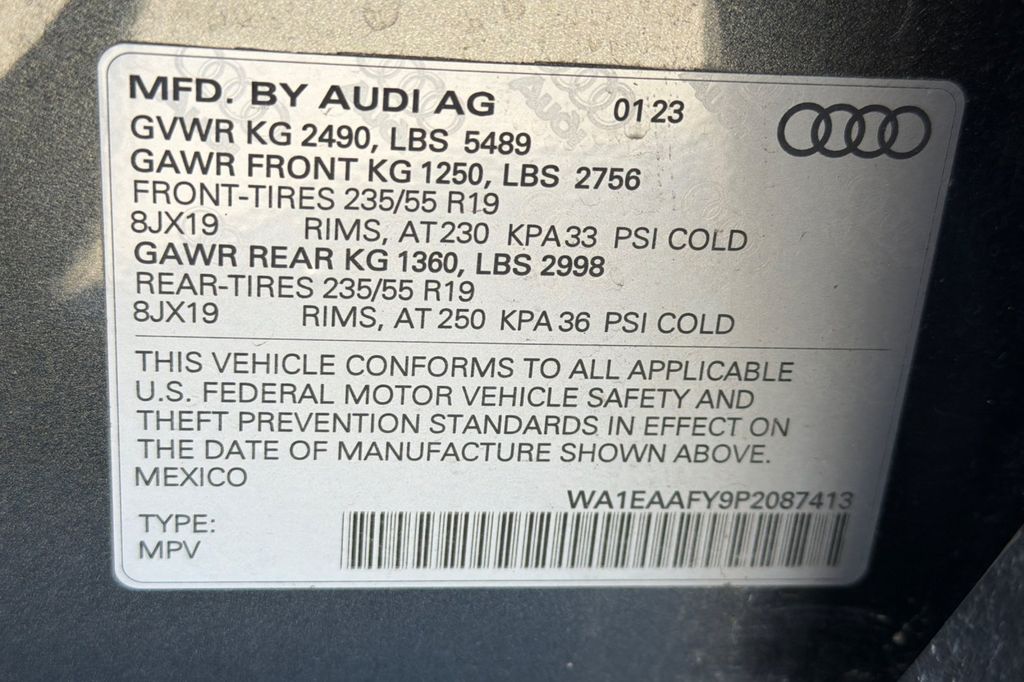 MFD. BY AUDI AG 01 23
GVWR KG 2490, LBS 5489
GAWR FRONT KG 1250, LBS 2756
FRONT-TIRES 235/55 R19
8JX19 RIMS, AT 230 KPA 33 PSI COLD
GAWR REAR KG 1360, LBS 2998
REAR-TIRES 235/55 R19
8JX19 RIMS, AT 250 KPA 36 PSI COLD
THIS VEHICLE CONFORMS TO ALL APPLICABLE
U.S. FEDERAL MOTOR VEHICLE SAFETY AND
THEFT PREVENTION STANDARDS IN EFFECT ON
THE DATE OF MANUFACTURE SHOWN ABOVE.
MEXICO
WA1EAAFY9P2087413
TYPE:
MPV